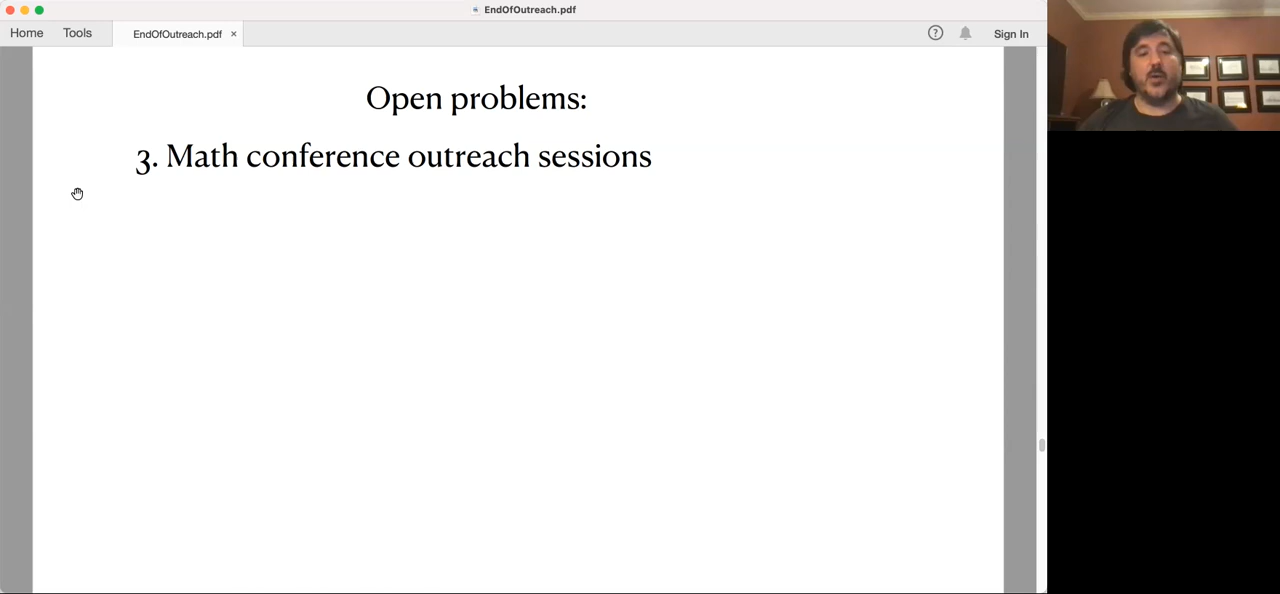 EndOfOutreach.pdf
Home Tools EndOfOutreach.pdf × Sign In
Open problems:
3. Math conference outreach sessions